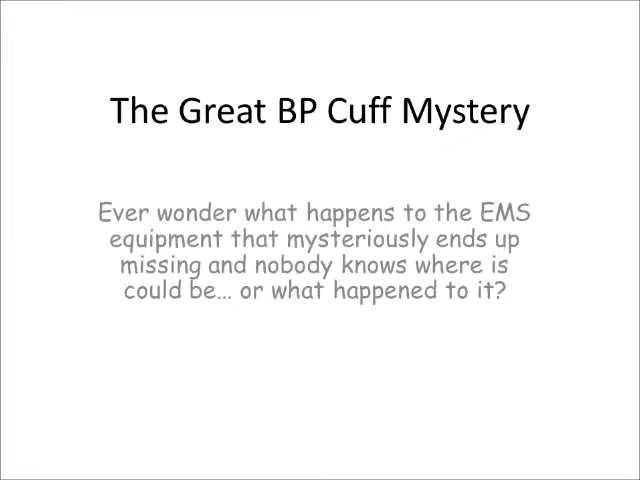 The Great BP Cuff Mystery
Ever wonder what happens to the EMS
equipment that mysteriously ends up
missing and nobody knows where is
could be... or what happened to it?